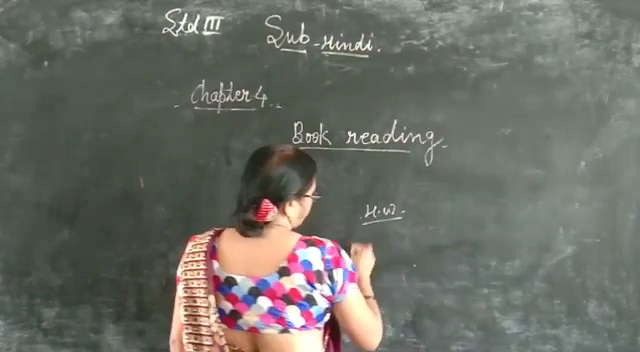 Std III
Sub-Hindi.
Chapter 4
Book reading.
H.W.